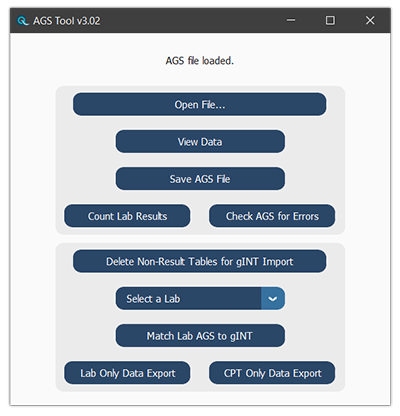 AGS Tool v3.02
AGS file loaded.
Open File...
View Data
Save AGS File
Count Lab Results
Check AGS for Errors
Delete Non-Result Tables for gINT Import
Select a Lab
Match Lab AGS to gINT
Lab Only Data Export
CPT Only Data Export